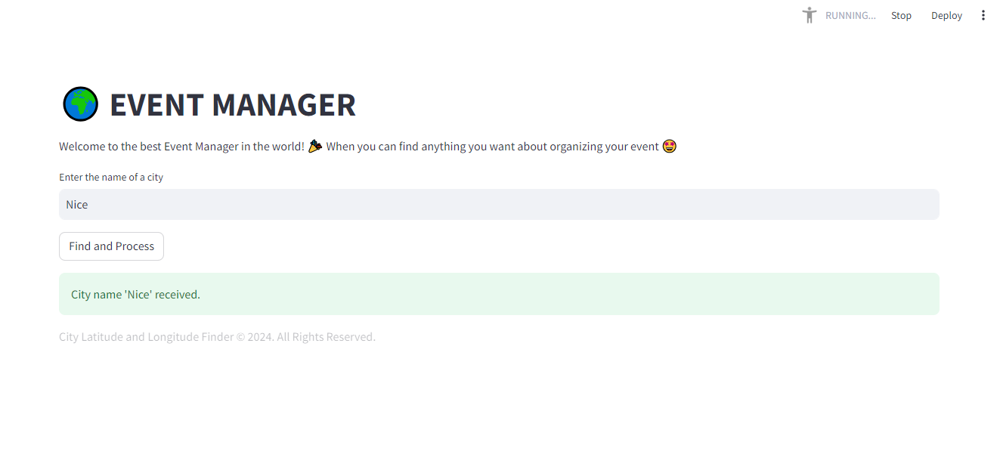 RUNNING... Stop Deploy
EVENT MANAGER
Welcome to the best Event Manager in the world! 🎉 When you can find anything you want about organizing your event 🤩
Enter the name of a city
Nice
Find and Process
City name 'Nice' received.
City Latitude and Longitude Finder © 2024. All Rights Reserved.